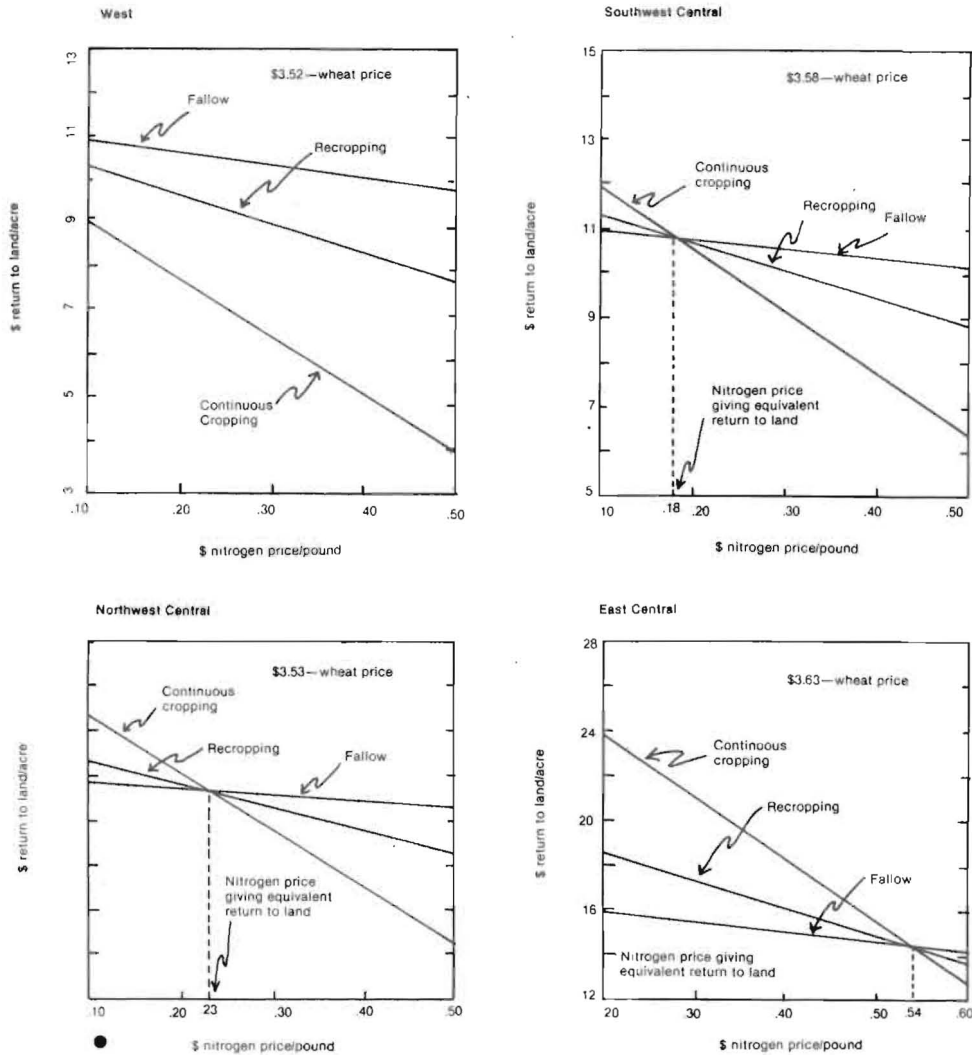 West
$3.52—wheat price
Fallow
Recropping
Continuous
Cropping
$ return to land/acre
13
11
9
7
5
3
.10
.20
.30
.40
.50
$ nitrogen price/pound
Southwest Central
$3.58—wheat price
Continuous
cropping
Recropping
Fallow
Nitrogen price
giving equivalent
return to land
$ return to land/acre
15
13
11
9
7
5
10
.18
.20
.30
.40
.50
$ nitrogen price/pound
Northwest Central
$3.53—wheat price
Continuous
cropping
Recropping
Fallow
Nitrogen price
giving equivalent
return to land
$ return to land/acre
.10
.20
23
.30
.40
.50
$ nitrogen price/pound
East Central
$3.63—wheat price
Continuous
cropping
Recropping
Fallow
Nitrogen price giving
equivalent return to land
$ return to land/acre
28
24
20
18
16
14
12
.20
.30
.40
.50
.54
.60
$ nitrogen price/pound